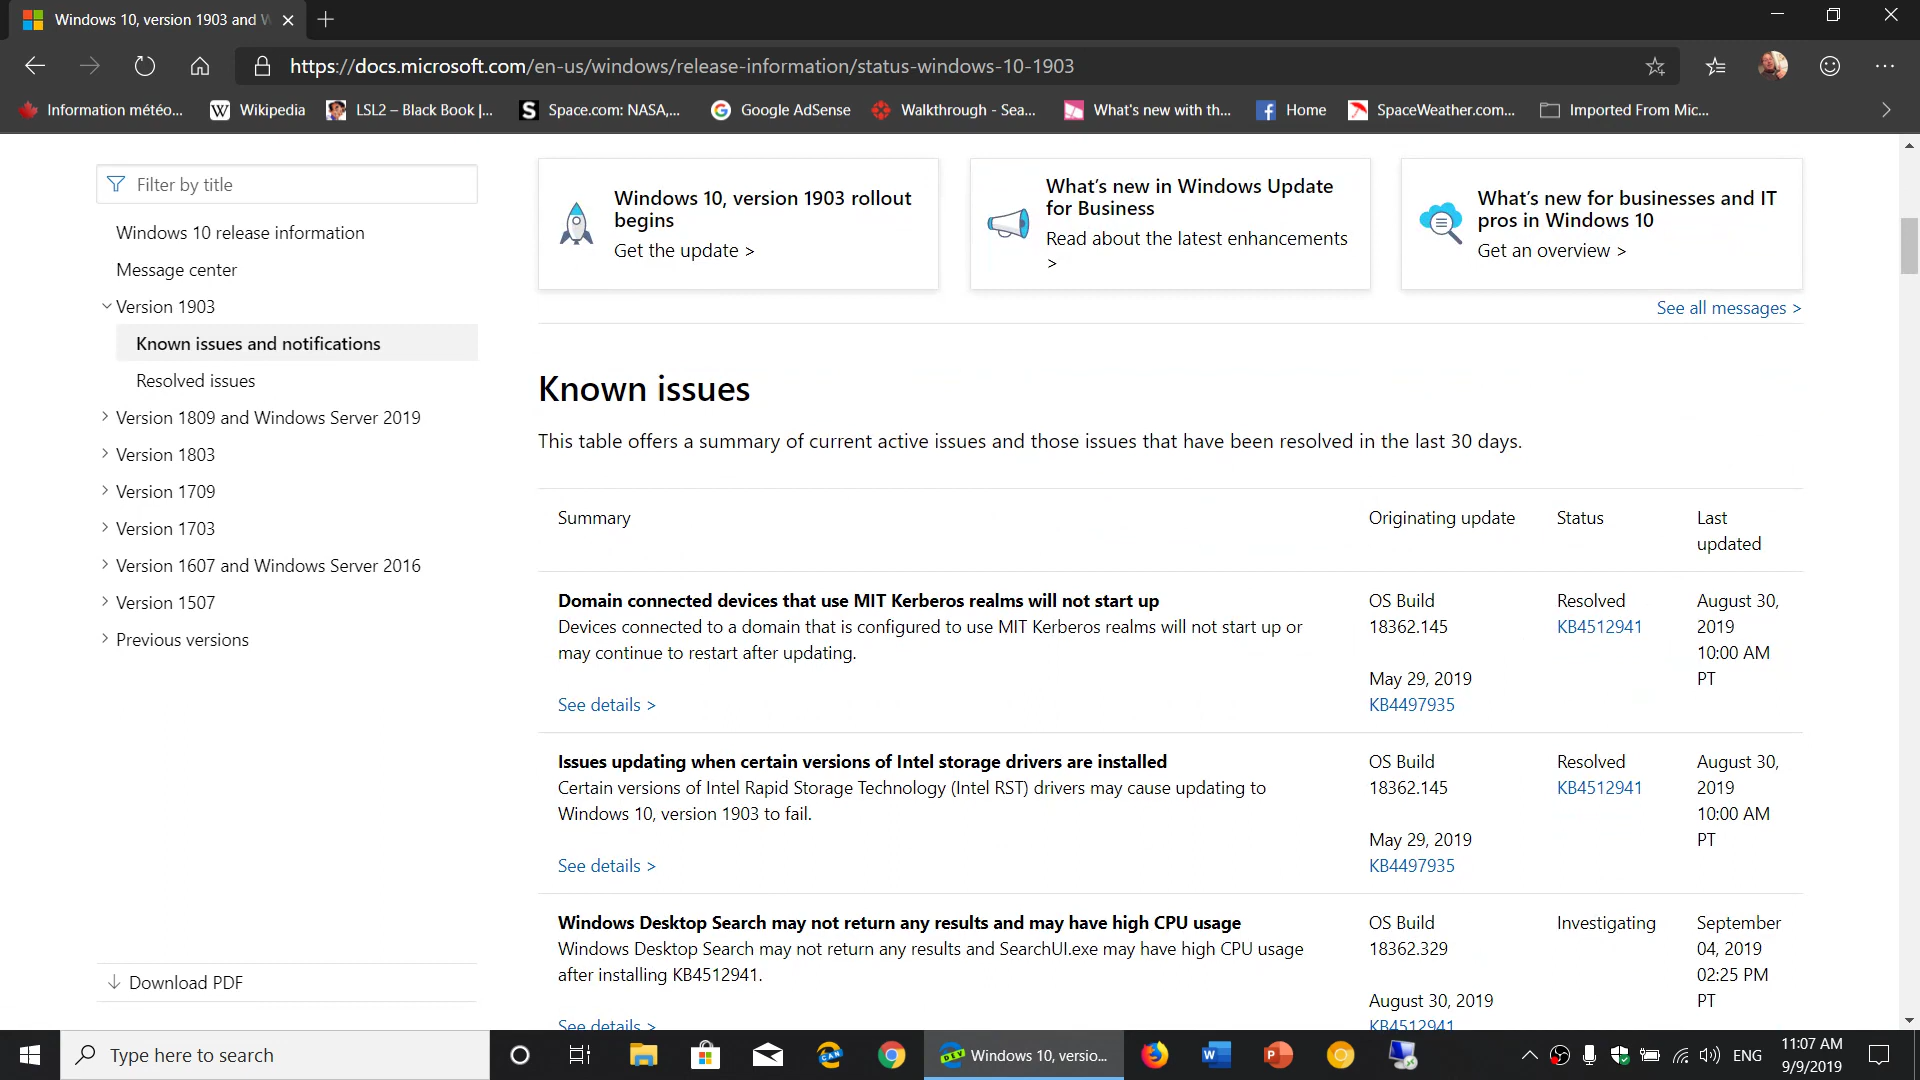 Windows 10, version 1903 and W
https://docs.microsoft.com/en-us/windows/release-information/status-windows-10-1903
Information météo...
W Wikipedia
LSL2 – Black Book |...
S Space.com: NASA,...
G Google AdSense
Walkthrough - Sea...
What's new with th...
f Home
SpaceWeather.com...
Imported From Mic...
Filter by title
Windows 10 release information
Message center
Version 1903
Known issues and notifications
Resolved issues
Version 1809 and Windows Server 2019
Version 1803
Version 1709
Version 1703
Version 1607 and Windows Server 2016
Version 1507
Previous versions
Download PDF
Windows 10, version 1903 rollout
begins
Get the update >
What's new in Windows Update
for Business
Read about the latest enhancements
>
What's new for businesses and IT
pros in Windows 10
Get an overview >
See all messages >
Known issues
This table offers a summary of current active issues and those issues that have been resolved in the last 30 days.
Summary
Originating update
Status
Last
updated
Domain connected devices that use MIT Kerberos realms will not start up
Devices connected to a domain that is configured to use MIT Kerberos realms will not start up or
may continue to restart after updating.
See details >
OS Build
18362.145
May 29, 2019
KB4497935
Resolved
KB4512941
August 30,
2019
10:00 AM
PT
Issues updating when certain versions of Intel storage drivers are installed
Certain versions of Intel Rapid Storage Technology (Intel RST) drivers may cause updating to
Windows 10, version 1903 to fail.
See details >
OS Build
18362.145
May 29, 2019
KB4497935
Resolved
KB4512941
August 30,
2019
10:00 AM
PT
Windows Desktop Search may not return any results and may have high CPU usage
Windows Desktop Search may not return any results and SearchUI.exe may have high CPU usage
after installing KB4512941.
See details >
OS Build
18362.329
August 30, 2019
KB4512941
Investigating
September
04, 2019
02:25 PM
PT
Type here to search
CAN
DEV
Windows 10, versio...
W
P
ENG
11:07 AM
9/9/2019